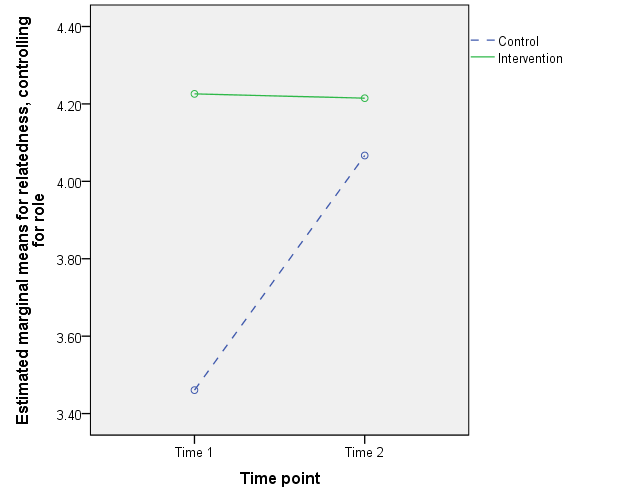 Estimated marginal means for relatedness, controlling
for role
4.40
4.20
4.00
3.80
3.60
3.40
Time 1
Time 2
Time point
Control
Intervention